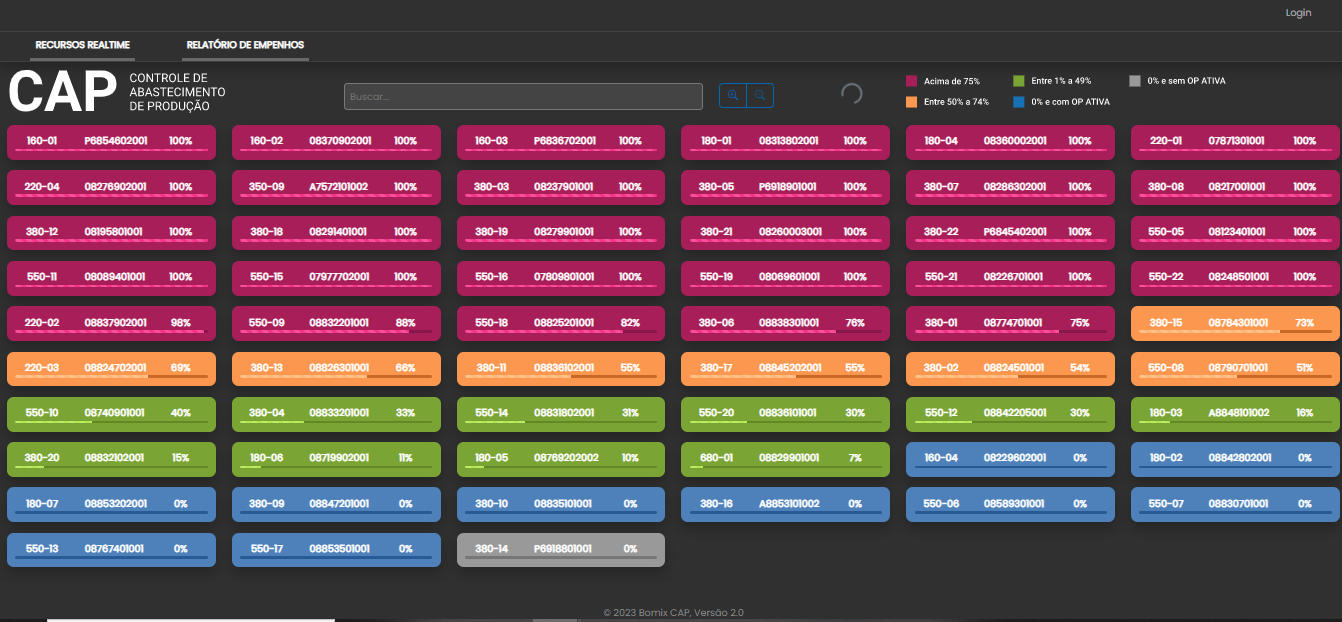 Login
RECURSOS REALTIME RELATÓRIO DE EMPENHOS
CAP
CONTROLE DE
ABASTECIMENTO
DE PRODUÇÃO
Buscar...
Acima de 75% Entre 1% a 49% 0% e sem OP ATIVA
Entre 50% a 74% 0% e com OP ATIVA
160-01 P6854602001 100% 160-02 08370902001 100% 160-03 P6836702001 100% 180-01 08313802001 100% 180-04 08360002001 100% 220-01 07871301001 100%
220-04 08276902001 100% 350-09 A7572101002 100% 380-03 08237901001 100% 380-05 P6918901001 100% 380-07 08286302001 100% 380-08 08217001001 100%
380-12 08195801001 100% 380-18 08291401001 100% 380-19 08279901001 100% 380-21 08260003001 100% 380-22 P6845402001 100% 550-05 08123401001 100%
550-11 08089401001 100% 550-15 07977702001 100% 550-16 07809801001 100% 550-19 08069601001 100% 550-21 08226701001 100% 550-22 08248501001 100%
220-02 08837902001 98% 550-09 08832201001 88% 550-18 08825201001 82% 380-06 08838301001 76% 380-01 08774701001 75% 380-15 08784301001 73%
220-03 08824702001 69% 380-13 08826301001 66% 380-11 08836102001 55% 380-17 08845202001 55% 380-02 08824501001 54% 550-08 08790701001 51%
550-10 08740901001 40% 380-04 08833201001 33% 550-14 08831802001 31% 550-20 08836101001 30% 550-12 08842205001 30% 180-03 A8848101002 16%
380-20 08832102001 15% 180-06 08719902001 11% 180-05 08769202002 10% 680-01 08829901001 7% 160-04 08229602001 0% 180-02 08842802001 0%
180-07 08853202001 0% 380-09 08847201001 0% 380-10 08835101001 0% 380-16 A8853101002 0% 550-06 08589301001 0% 550-07 08830701001 0%
550-13 08767401001 0% 550-17 08853501001 0% 380-14 P6918801001 0%
© 2023 Bomix CAP, Versão 2.0